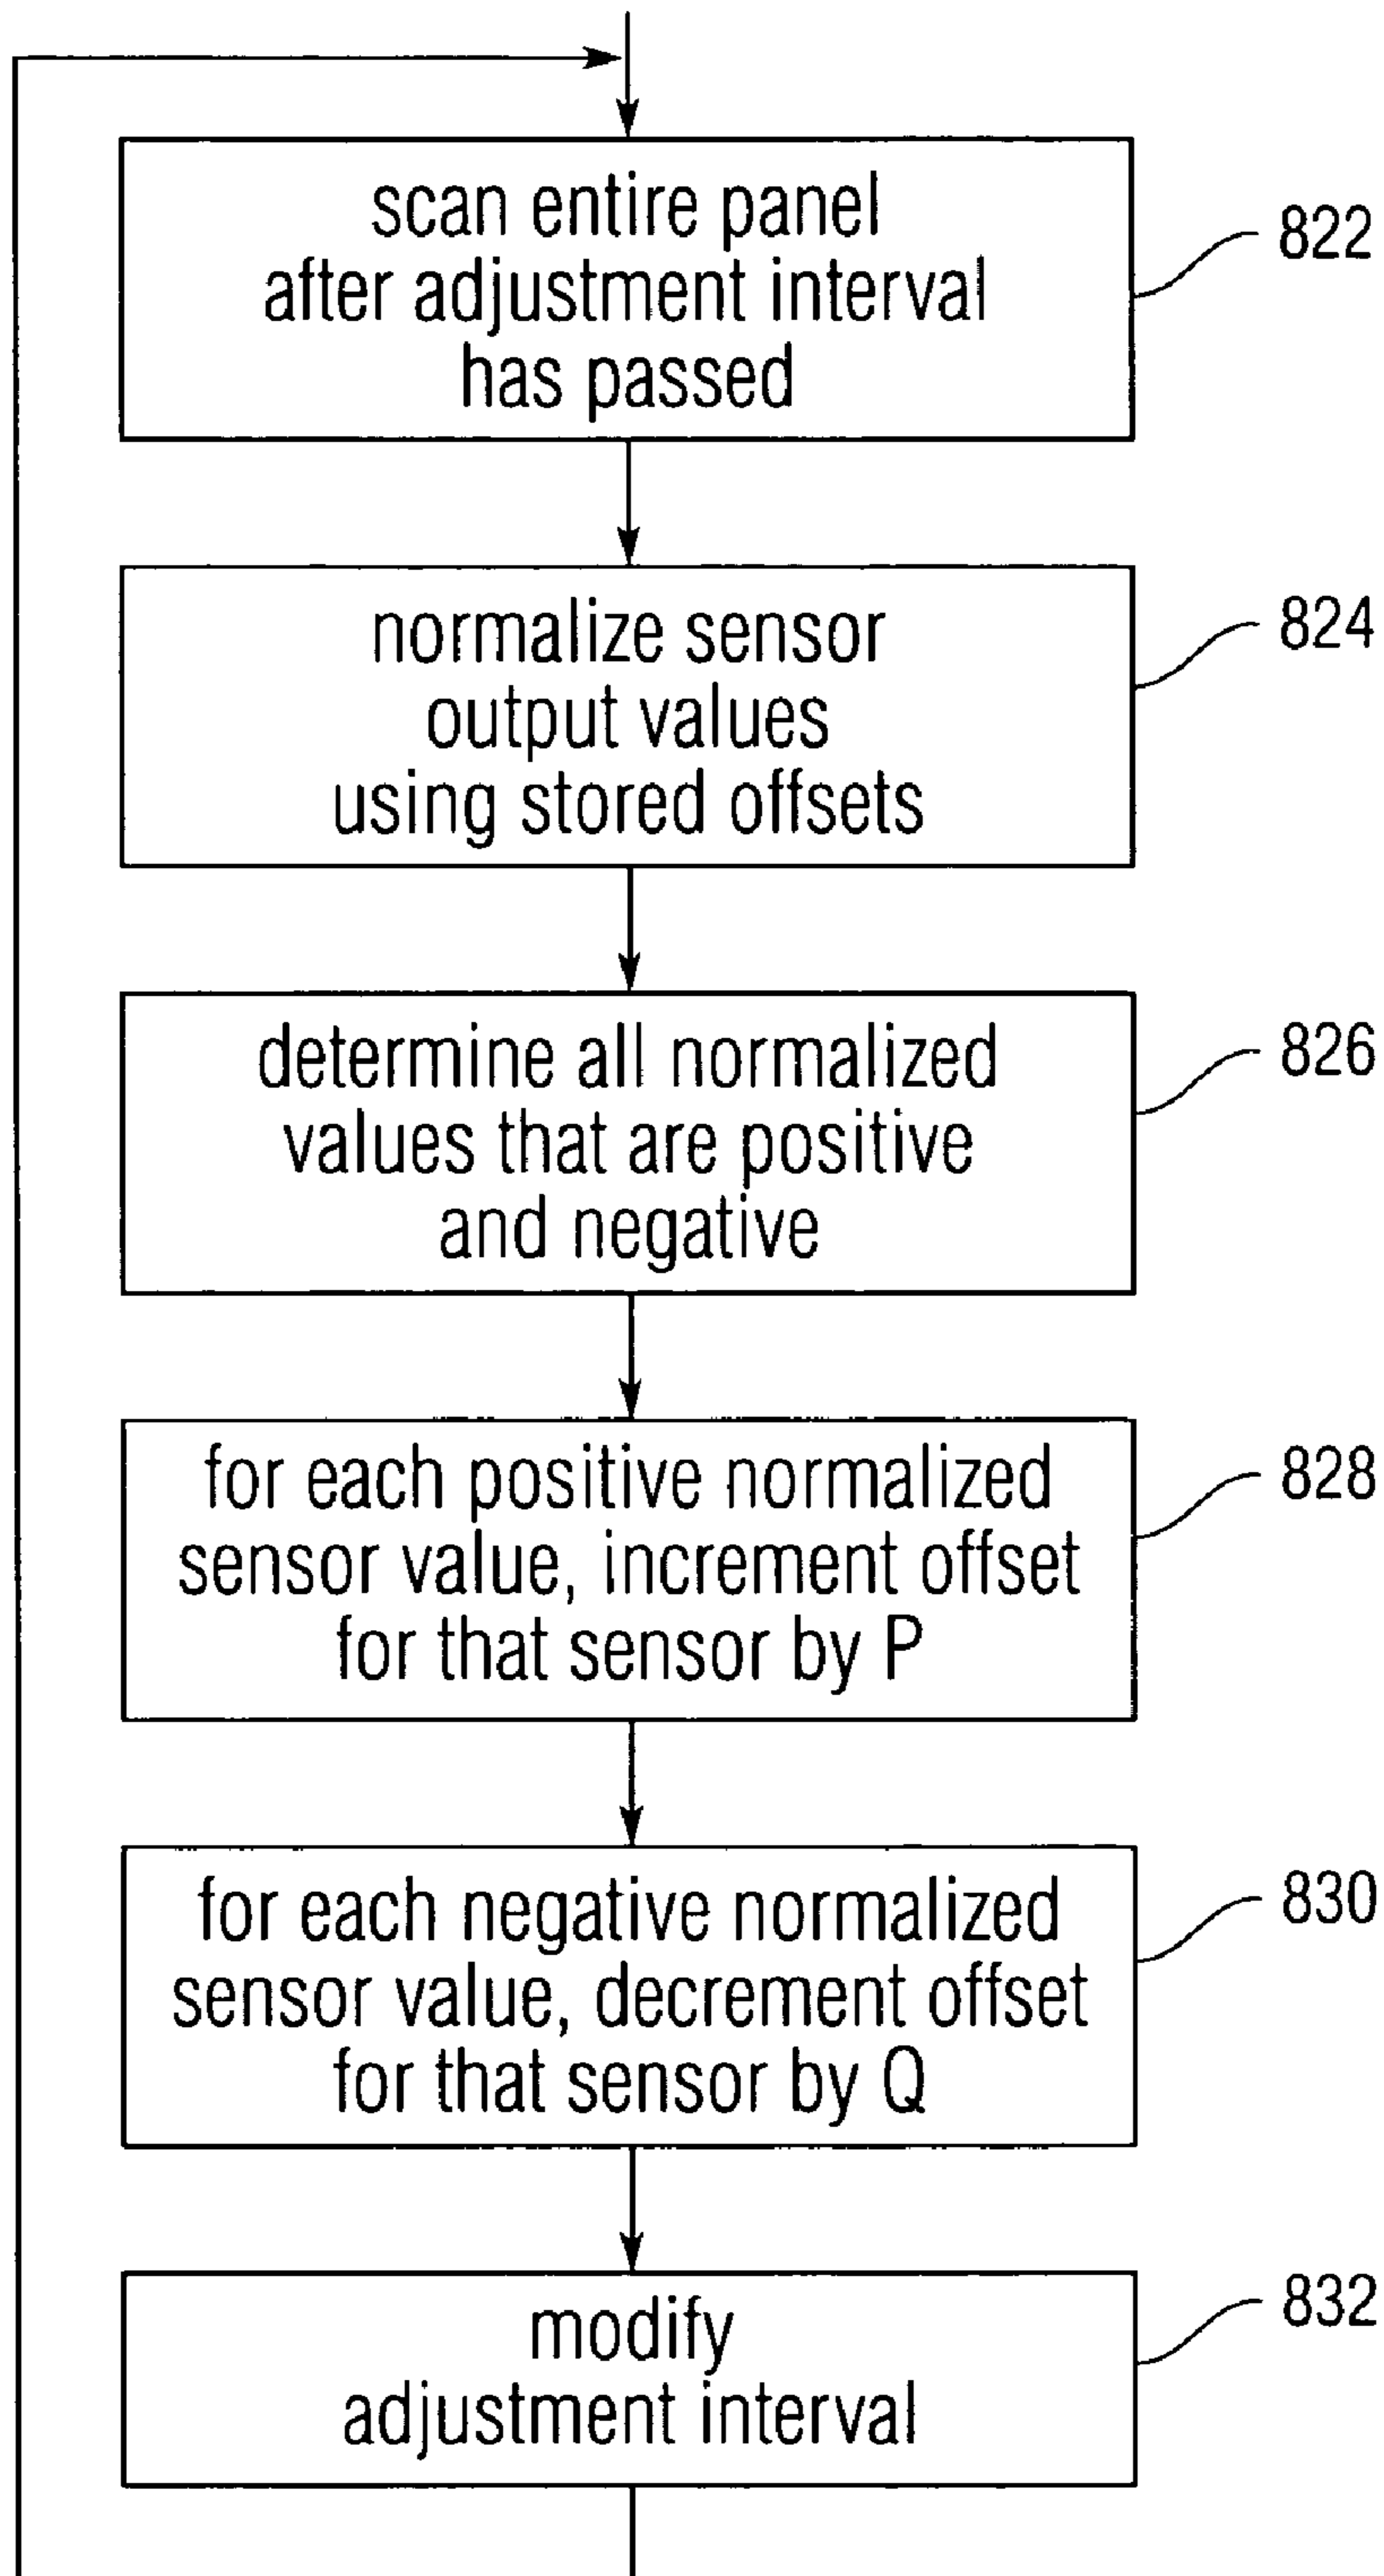 scan entire panel
after adjustment interval
has passed
822
normalize sensor
output values
using stored offsets
824
determine all normalized
values that are positive
and negative
826
for each positive normalized
sensor value, increment offset
for that sensor by P
828
for each negative normalized
sensor value, decrement offset
for that sensor by Q
830
modify
adjustment interval
832